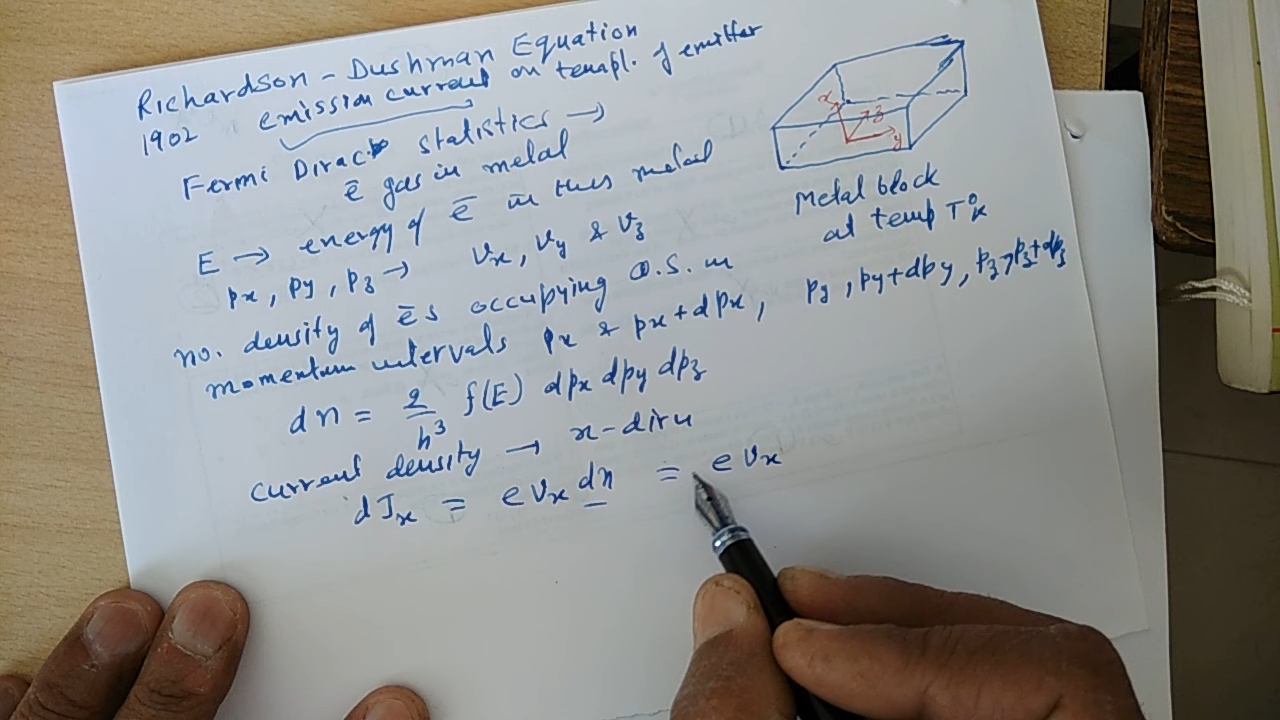 Richardson - Dushman Equation
1902 emission current on templ. of emitter
Fermi Dirac statistics →
ē gas in metal
E → energy of ē in this metal
px, py, pz → vx, vy & vz
no. density of ēs occupying Q.S. in
momentum intervals px & px + dpx, py, py+dpy, pz, pz+dpz
dn = 2/h³ f(E) dpx dpy dpz
current density → x-dirn
dJx = e vx dn = e vx
x
z
y
Metal block
at temp T°K